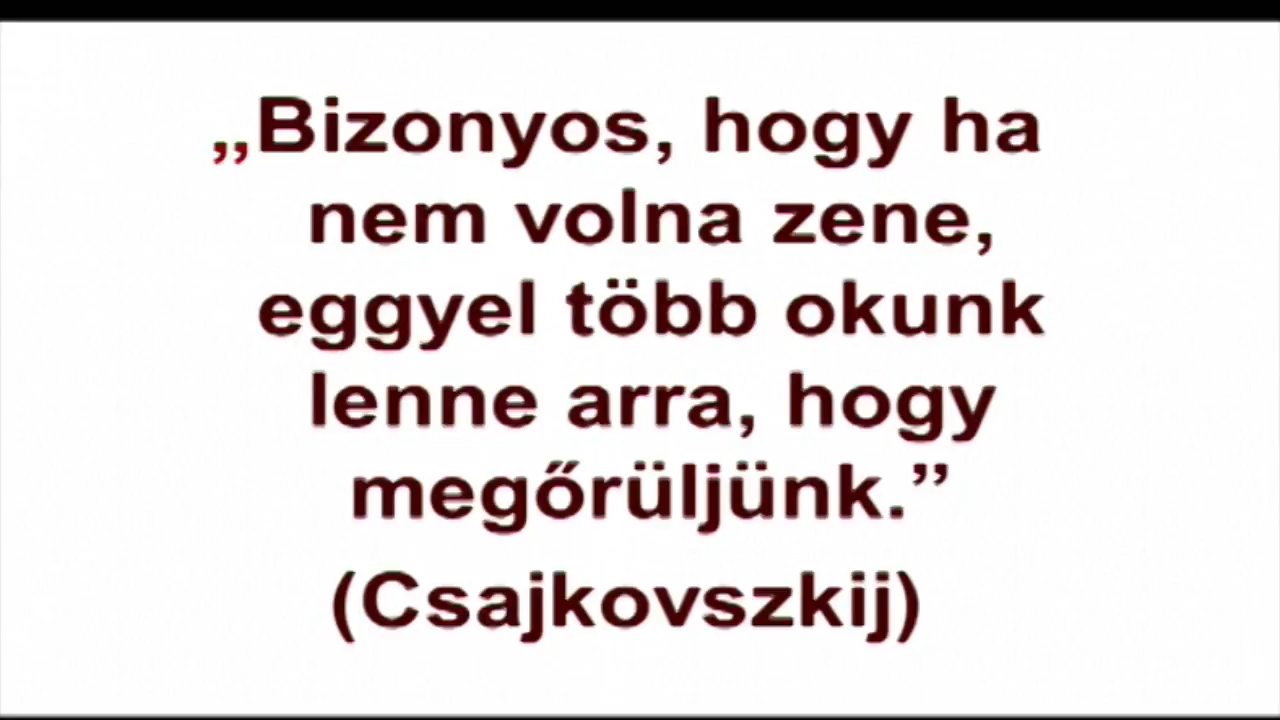 „Bizonyos, hogy ha
nem volna zene,
eggyel több okunk
lenne arra, hogy
megőrüljünk.”
(Csajkovszkij)